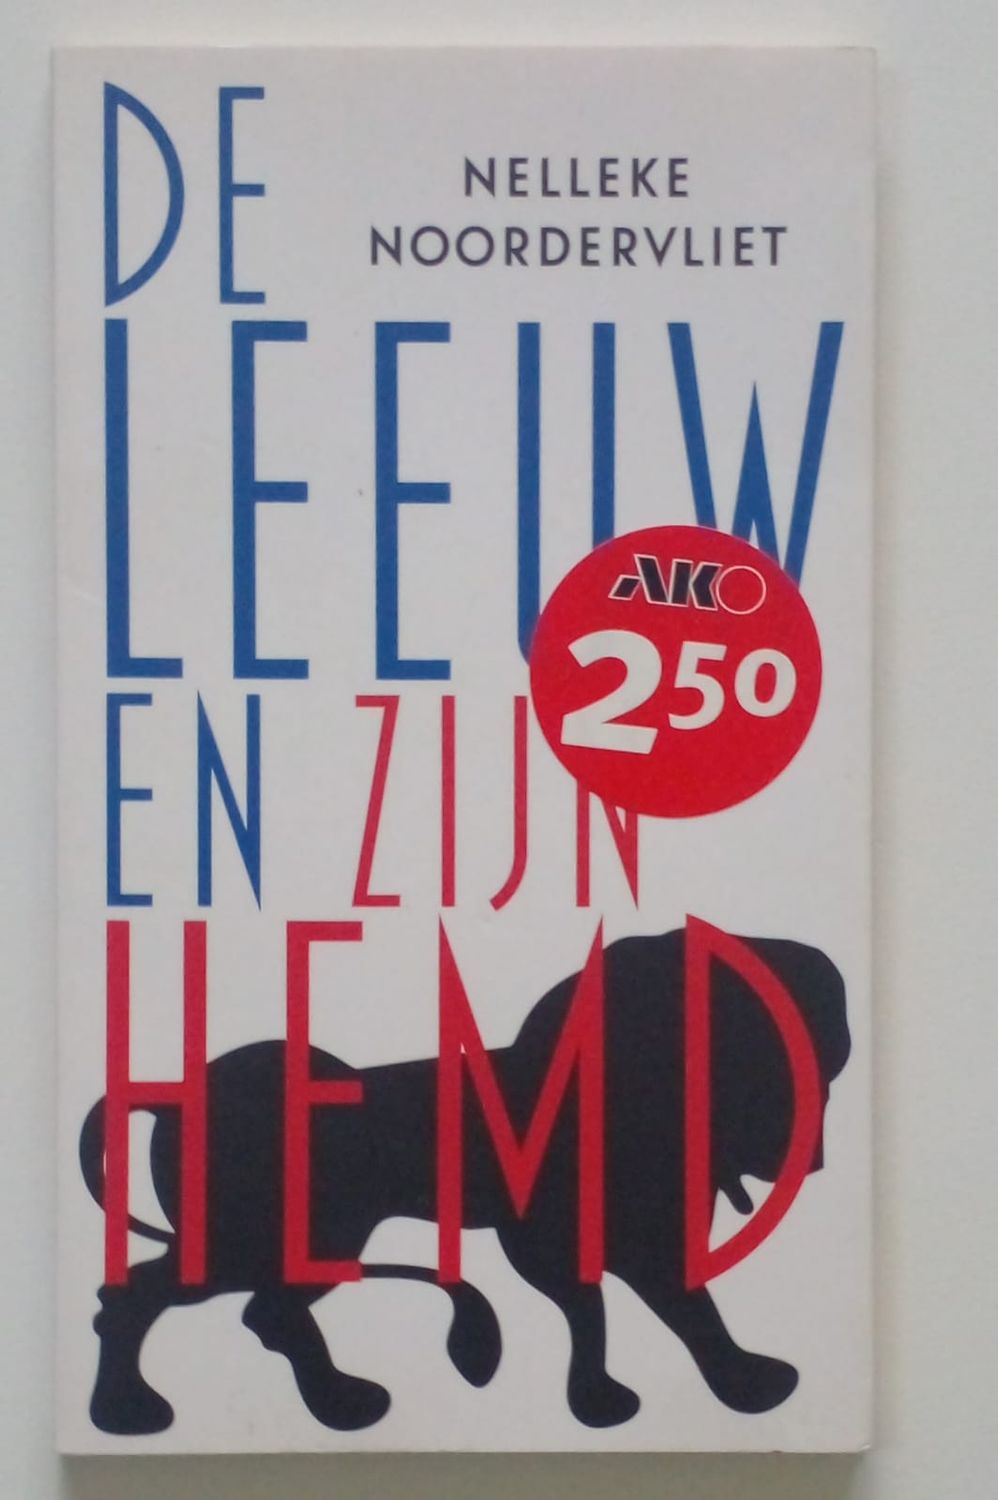 DE
NELLEKE
NOORDERVLIET
LEEUW
AKO
250
EN ZIJN
HEMD